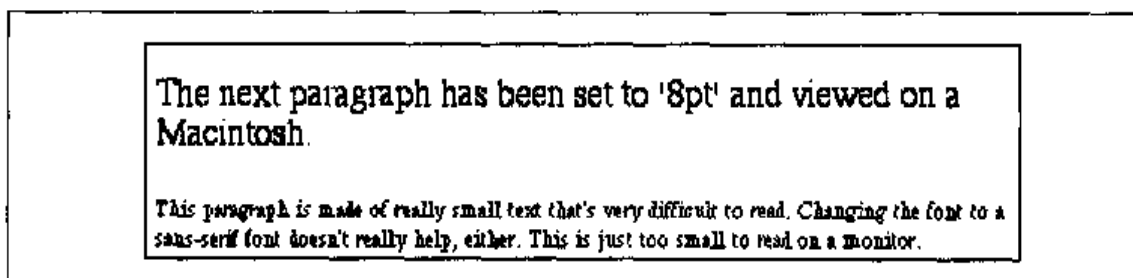 The next paragraph has been set to '8pt' and viewed on a
Macintosh.
This paragraph is made of really small text that's very difficult to read. Changing the font to a
sans-serif font doesn't really help, either. This is just too small to read on a monitor.